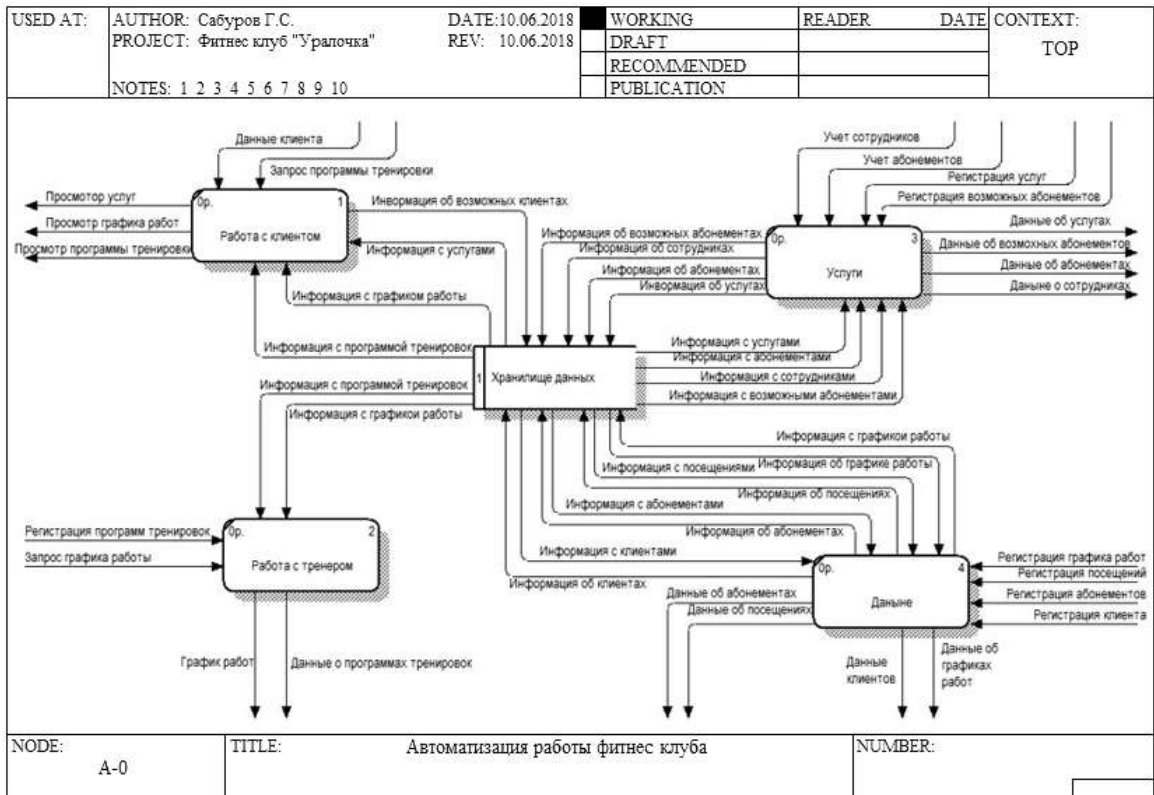 USED AT:
AUTHOR: Сабуров Г.С.
DATE:10.06.2018
PROJECT: Фитнес клуб "Уралочка"
REV: 10.06.2018
NOTES: 1 2 3 4 5 6 7 8 9 10
WORKING
DRAFT
RECOMMENDED
PUBLICATION
READER
DATE
CONTEXT:
TOP
Данные клиента
Запрос программы тренировки
Просмотор услуг
Просмотр графика работ
Просмотр программы тренировки
0р.
1
Работа с клиентом
Инвормация об возможных клиентах
Информация с услугами
Информация с графиком работы
Информация с программой тренировок
Учет сотрудников
Учет абонементов
Регистрация услуг
Регистрация возможных абонементов
Информация об возможных абонементах
Информация об сотрудниках
Информация об абонементах
Инвормация об услугах
0р.
3
Услуги
Данные об услугах
Данные об возмохных абонементов
Данные об абонементах
Даныне о сотрудниках
1
Хранилище данных
Информация с услугами
Информация с абонементами
Информация с сотрудниками
Информация с возможными абонементами
Информация с программой тренировок
Информация с графикои работы
Информация с графикои работы
Информация с посещениями
Информация об графике работы
Информация об посещениях
Информация с абонементами
Информация об абонементах
Информация с клиентами
Информация об клиентах
Регистрация программ тренировок
Запрос графика работы
0р.
2
Работа с тренером
График работ
Данные о программах тренировок
Данные об абонементах
Данные об посещениях
0р.
4
Даныне
Регистрация графика работ
Регистрация посещений
Регистрация абонементов
Регистрация клиента
Данные
клиентов
Данные об
графиках
работ
NODE:
A-0
TITLE:
Автоматизация работы фитнес клуба
NUMBER: